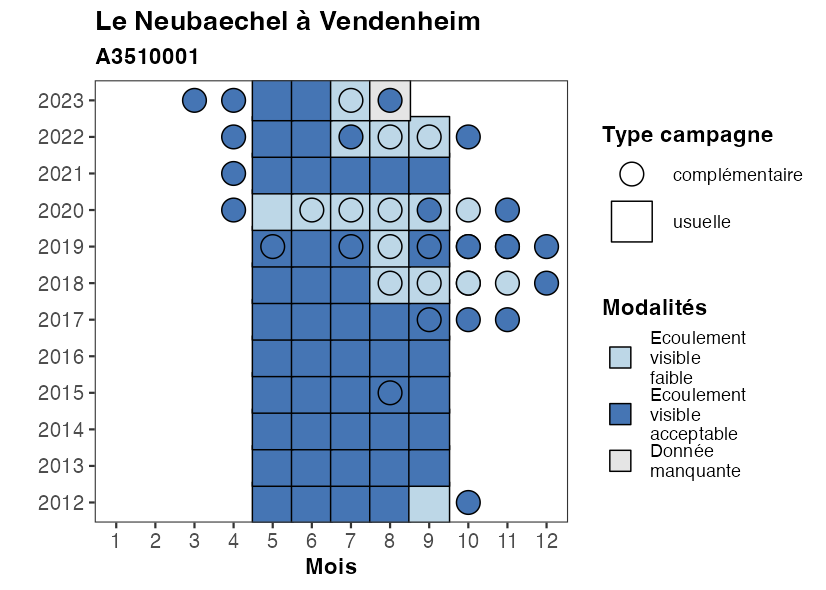 Le Neubaechel à Vendenheim
A3510001
2023
2022
2021
2020
2019
2018
2017
2016
2015
2014
2013
2012
1 2 3 4 5 6 7 8 9 10 11 12
Mois
Type campagne
complémentaire
usuelle
Modalités
Ecoulement
visible
faible
Ecoulement
visible
acceptable
Donnée
manquante